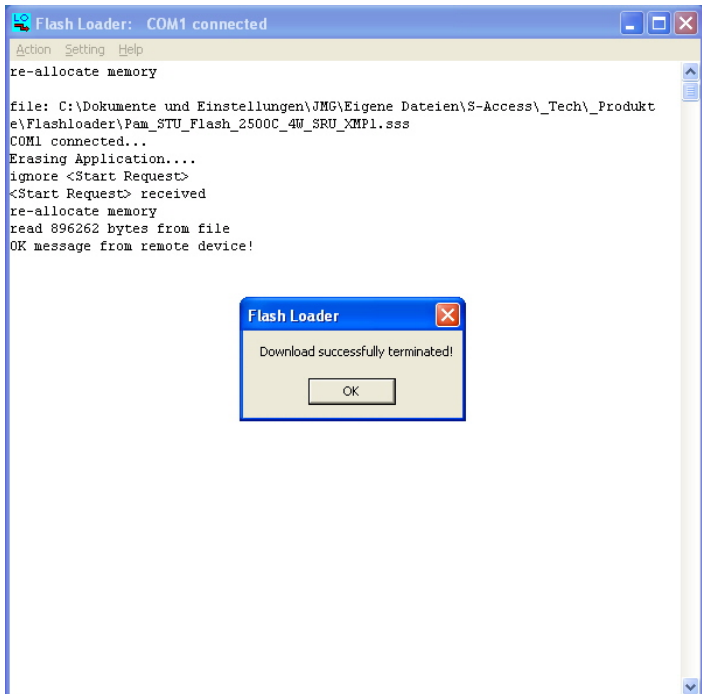 Flash Loader: COM1 connected
Action Setting Help
re-allocate memory
file: C:\Dokumente und Einstellungen\JMG\Eigene Dateien\S-Access\_Tech\_Produkt
e\Flashloader\Pam_STU_Flash_2500C_4W_SRU_XMP1.sss
COM1 connected...
Erasing Application....
ignore <Start Request>
<Start Request> received
re-allocate memory
read 896262 bytes from file
OK message from remote device!
Flash Loader
Download successfully terminated!
OK